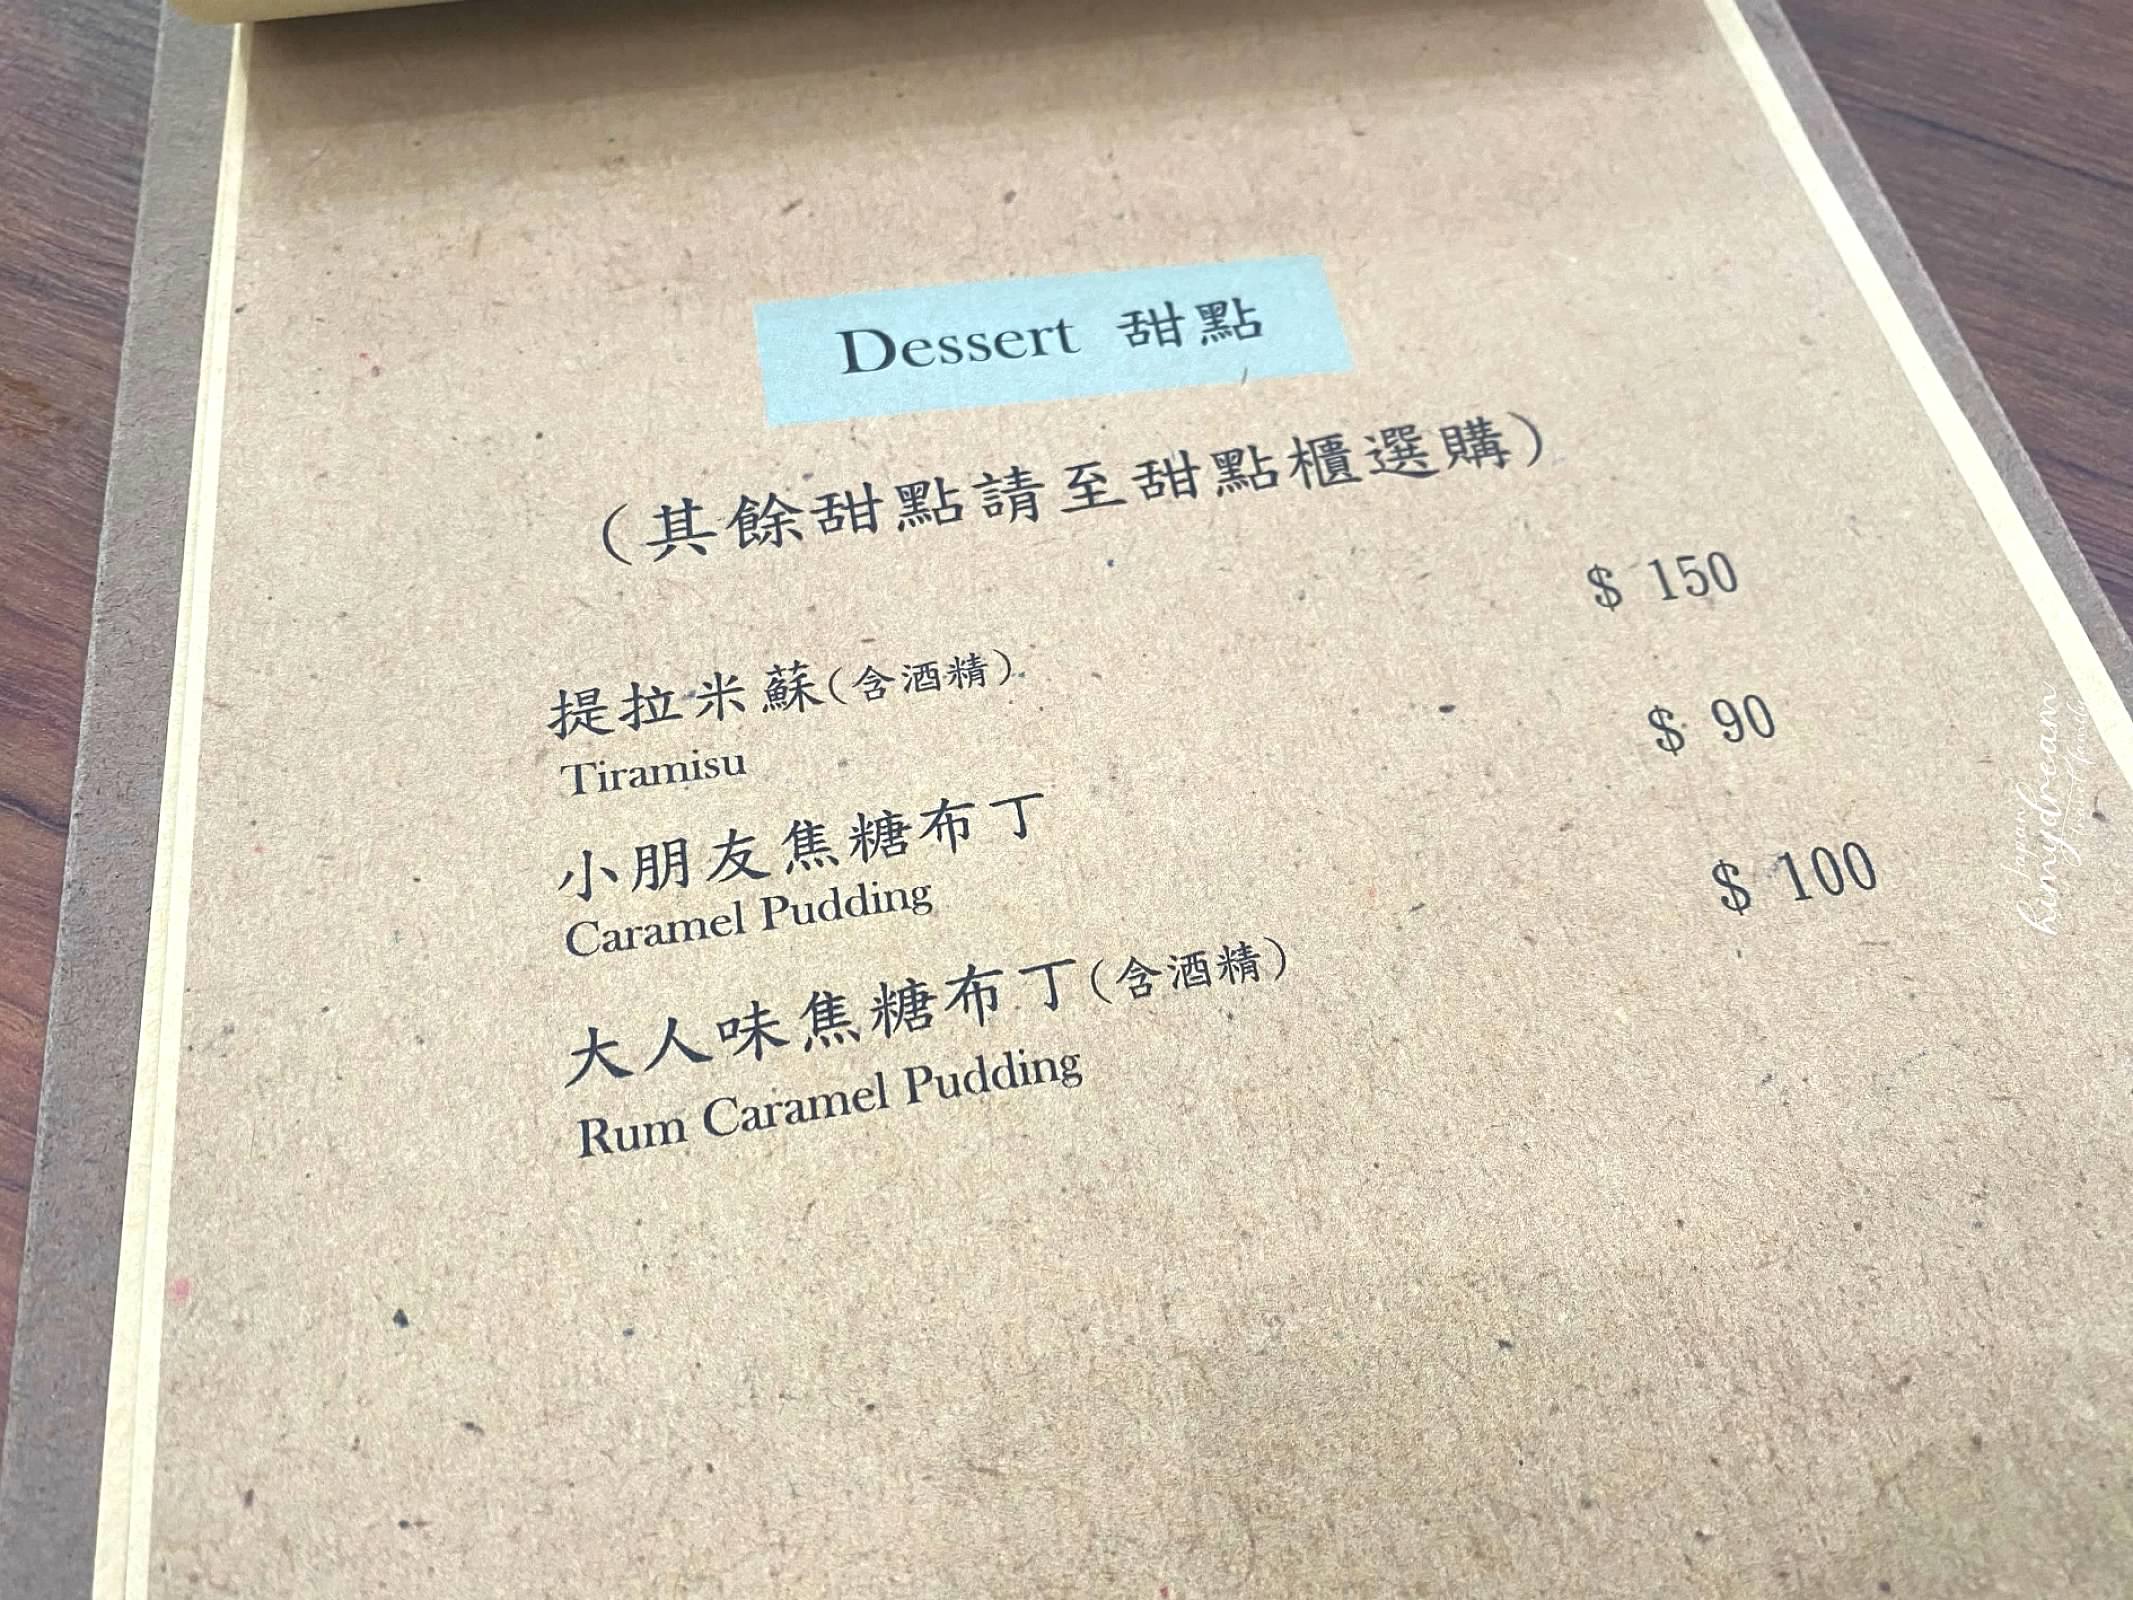 Dessert 甜點
（其餘甜點請至甜點櫃選購）
提拉米蘇(含酒精) $ 150
Tiramisu
小朋友焦糖布丁 $ 90
Caramel Pudding
大人味焦糖布丁(含酒精) $ 100
Rum Caramel Pudding
himydream